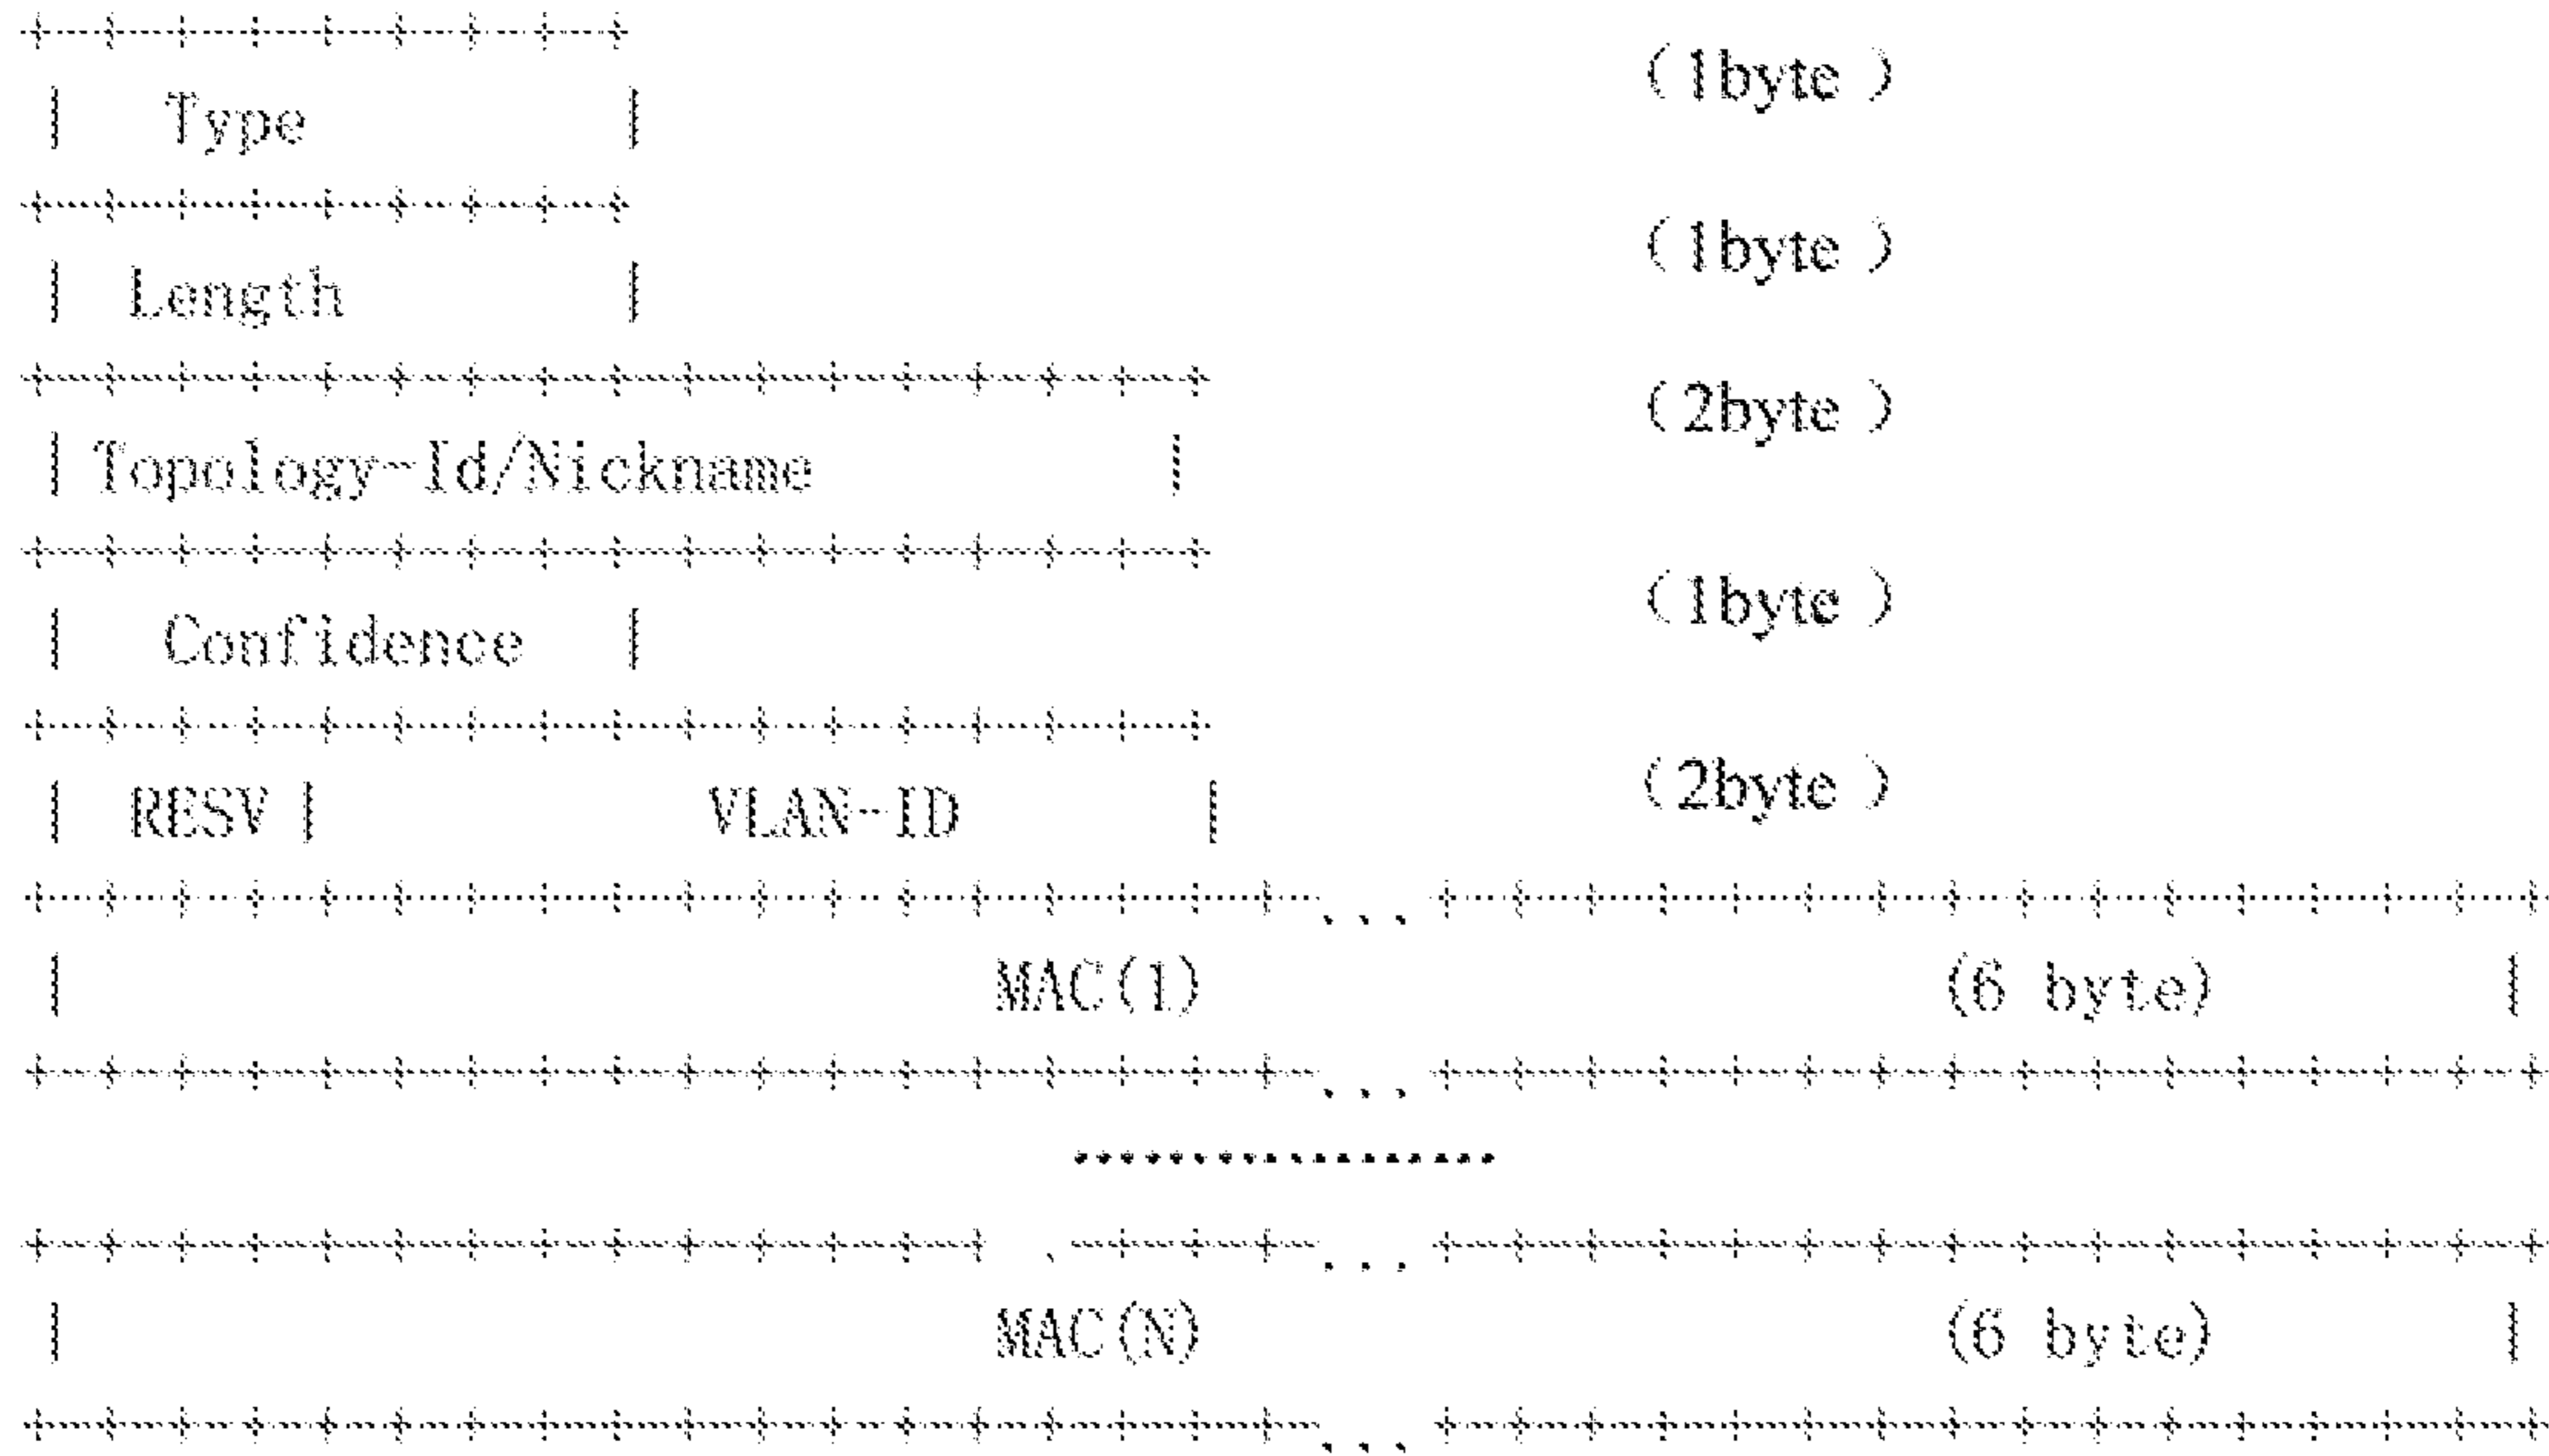 +--+--+--+--+--+--+--+--+
(1byte)
| Type |
+--+--+--+--+--+--+--+--+
(1byte)
| Length |
+--+--+--+--+--+--+--+--+--+--+--+--+--+--+--+--+
(2byte)
| Topology-Id/Nickname |
+--+--+--+--+--+--+--+--+--+--+--+--+--+--+--+--+
(1byte)
| Confidence |
+--+--+--+--+--+--+--+--+--+--+--+--+--+--+--+--+
(2byte)
| RESV | VLAN-ID |
+--+--+--+--+--+--+--+--+--+--+--+--+--+--+--+--+--+--...+--+--+--+--+--+--+--+--+--+--+--+--+--+--+--+
| MAC(1) (6 byte) |
+--+--+--+--+--+--+--+--+--+--+--+--+--+--+--+--+--+--...+--+--+--+--+--+--+--+--+--+--+--+--+--+--+--+
..................
+--+--+--+--+--+--+--+--+--+--+--+--+--+ .--+--+--+--...+--+--+--+--+--+--+--+--+--+--+--+--+--+--+--+
| MAC(N) (6 byte) |
+--+--+--+--+--+--+--+--+--+--+--+--+--+--+--+--+--+--...+--+--+--+--+--+--+--+--+--+--+--+--+--+--+--+